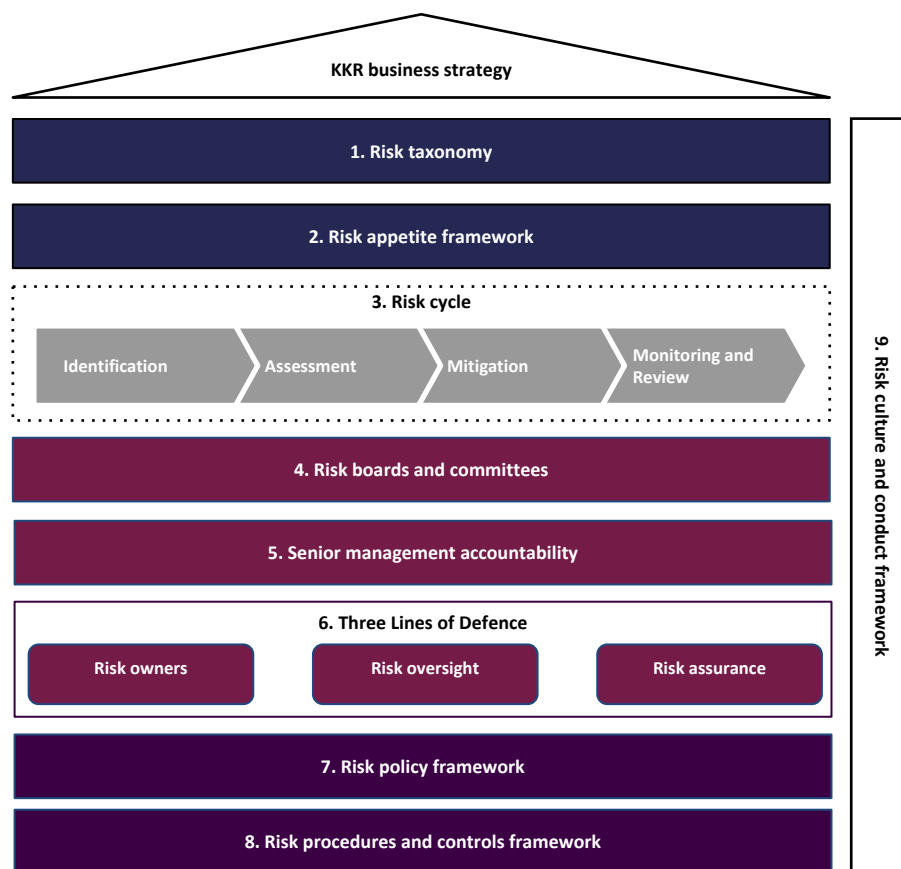 KKR business strategy
1. Risk taxonomy
2. Risk appetite framework
3. Risk cycle
Identification
Assessment
Mitigation
Monitoring and
Review
4. Risk boards and committees
5. Senior management accountability
6. Three Lines of Defence
Risk owners
Risk oversight
Risk assurance
7. Risk policy framework
8. Risk procedures and controls framework
9. Risk culture and conduct framework